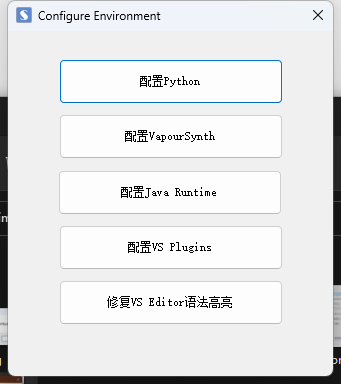 Configure Environment
配置Python
配置VapourSynth
配置Java Runtime
配置VS Plugins
修复VS Editor语法高亮